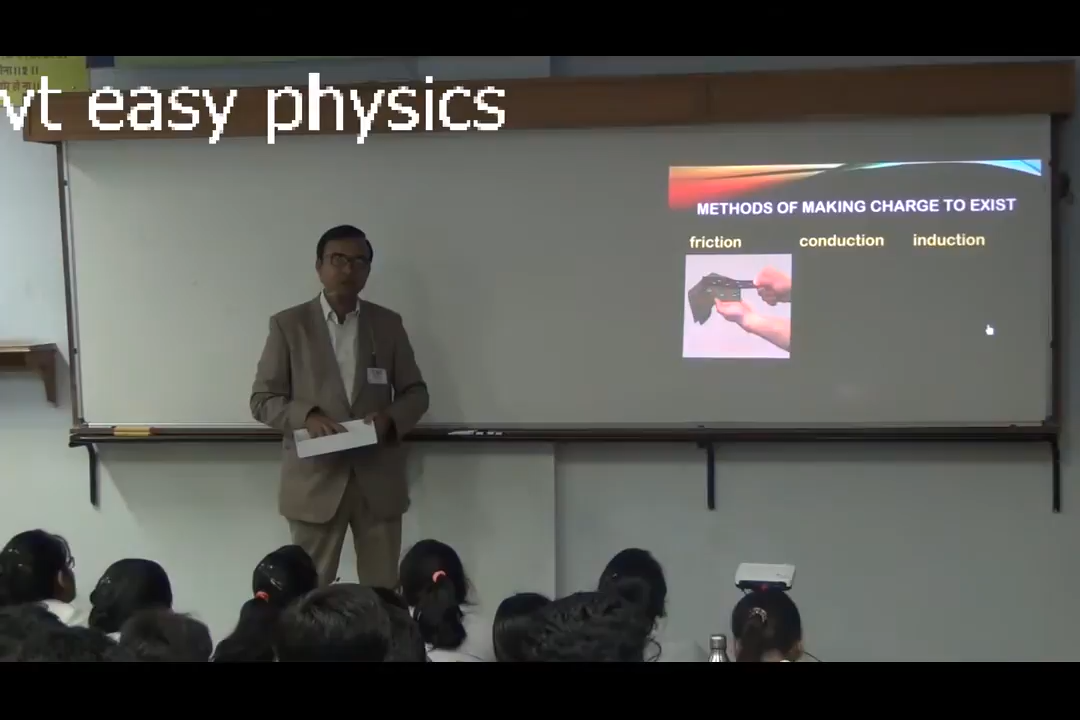 vt easy physics
METHODS OF MAKING CHARGE TO EXIST
friction conduction induction